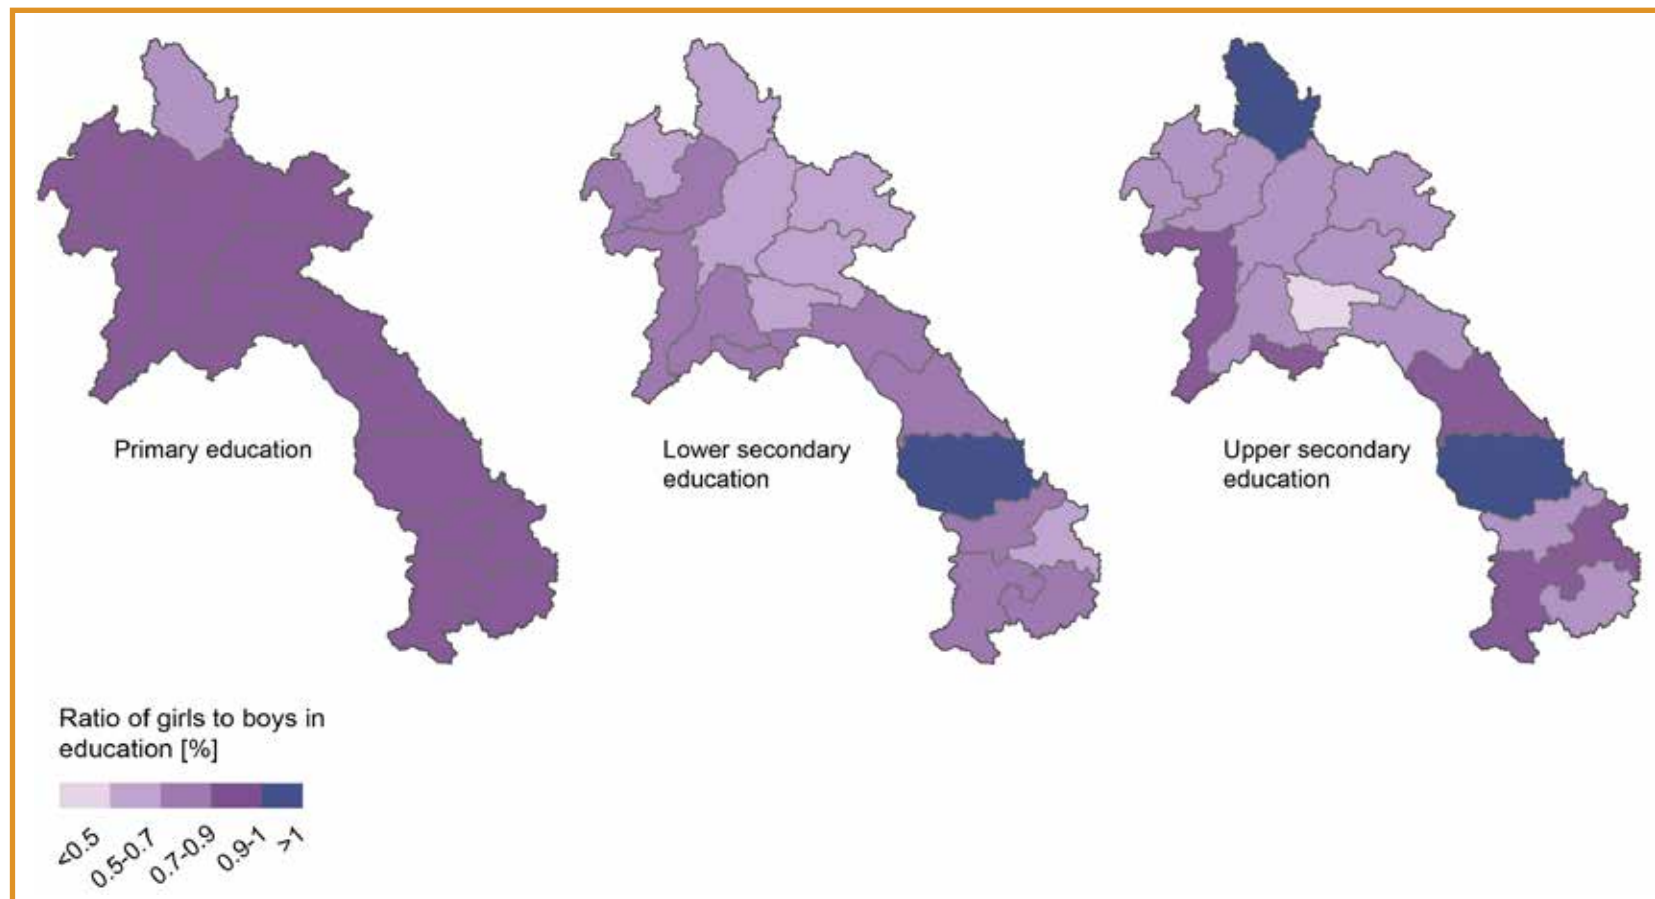 Primary education
Lower secondary
education
Upper secondary
education
Ratio of girls to boys in
education [%]
<0.5
0.5-0.7
0.7-0.9
0.9-1
>1